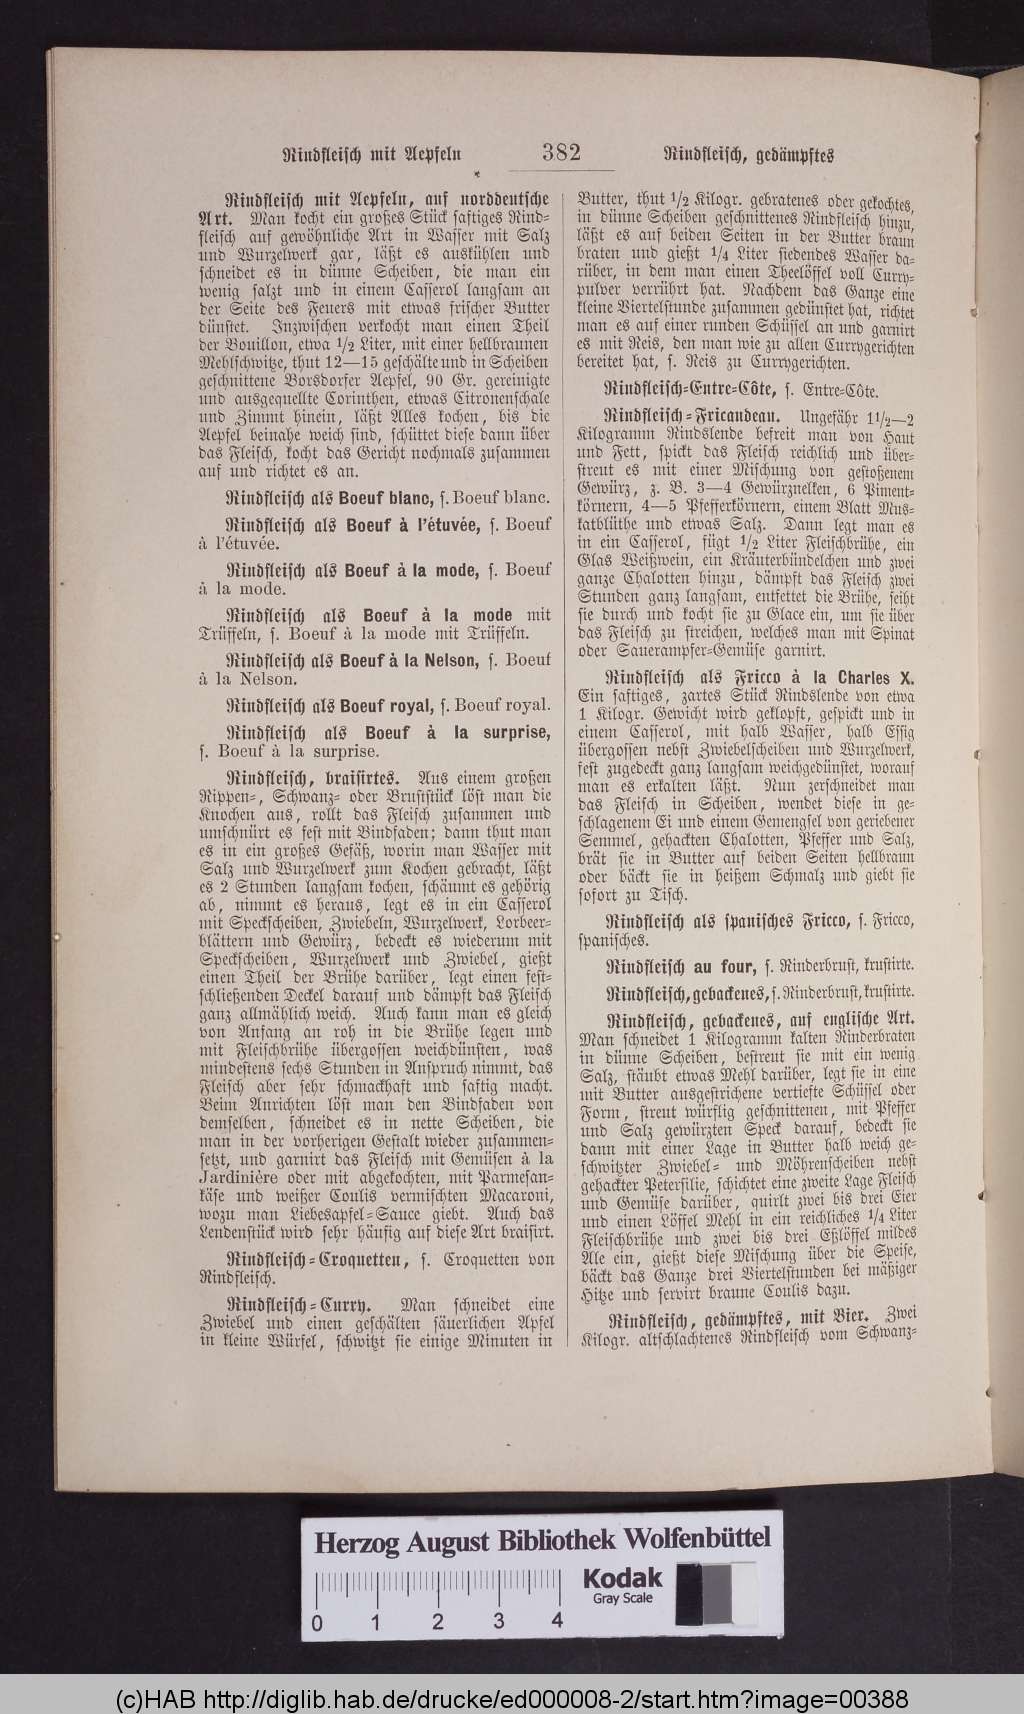 Rindfleisch mit Aepfeln 382 Rindfleisch, gedämpftes
Rindfleisch mit Aepfeln, auf norddeutsche
Art. Man kocht ein großes Stück saftiges Rind-
fleisch auf gewöhnliche Art in Wasser mit Salz
und Wurzelwerk gar, läßt es auskühlen und
schneidet es in dünne Scheiben, die man ein
wenig salzt und in einem Casserol langsam an
der Seite des Feuers mit etwas frischer Butter
dünstet. Inzwischen verkocht man einen Theil
der Bouillon, etwa 1/2 Liter, mit einer hellbraunen
Mehlschwitze, thut 12—15 geschälte und in Scheiben
geschnittene Borsdorfer Aepfel, 90 Gr. gereinigte
und ausgequellte Corinthen, etwas Citronenschale
und Zimmt hinein, läßt Alles kochen, bis die
Aepfel beinahe weich sind, schüttet diese dann über
das Fleisch, kocht das Gericht nochmals zusammen
auf und richtet es an.
Rindfleisch als Boeuf blanc, s. Boeuf blanc.
Rindfleisch als Boeuf à l'étuvée, s. Boeuf
à l'étuvée.
Rindfleisch als Boeuf à la mode, s. Boeuf
à la mode.
Rindfleisch als Boeuf à la mode mit
Trüffeln, s. Boeuf à la mode mit Trüffeln.
Rindfleisch als Boeuf à la Nelson, s. Boeuf
à la Nelson.
Rindfleisch als Boeuf royal, s. Boeuf royal.
Rindfleisch als Boeuf à la surprise,
s. Boeuf à la surprise.
Rindfleisch, braisirtes. Aus einem großen
Rippen-, Schwanz- oder Bruststück löst man die
Knochen aus, rollt das Fleisch zusammen und
umschnürt es fest mit Bindfaden; dann thut man
es in ein großes Gefäß, worin man Wasser mit
Salz und Wurzelwerk zum Kochen gebracht, läßt
es 2 Stunden langsam kochen, schäumt es gehörig
ab, nimmt es heraus, legt es in ein Casserol
mit Speckscheiben, Zwiebeln, Wurzelwerk, Lorbeer-
blättern und Gewürz, bedeckt es wiederum mit
Speckscheiben, Wurzelwerk und Zwiebel, gießt
einen Theil der Brühe darüber, legt einen fest-
schließenden Deckel darauf und dämpft das Fleisch
ganz allmählich weich. Auch kann man es gleich
von Anfang an roh in die Brühe legen und
mit Fleischbrühe übergossen weichdünsten, was
mindestens sechs Stunden in Anspruch nimmt, das
Fleisch aber sehr schmackhaft und saftig macht.
Beim Anrichten löst man den Bindfaden von
demselben, schneidet es in nette Scheiben, die
man in der vorherigen Gestalt wieder zusammen-
setzt, und garnirt das Fleisch mit Gemüsen à la
Jardinière oder mit abgekochten, mit Parmesan-
käse und weißer Coulis vermischten Macaroni,
wozu man Liebesapfel-Sauce giebt. Auch das
Lendenstück wird sehr häufig auf diese Art braisirt.
Rindfleisch-Croquetten, s. Croquetten von
Rindfleisch.
Rindfleisch-Curry. Man schneidet eine
Zwiebel und einen geschälten säuerlichen Apfel
in kleine Würfel, schwitzt sie einige Minuten in
Butter, thut 1/2 Kilogr. gebratenes oder gekochtes,
in dünne Scheiben geschnittenes Rindfleisch hinzu,
läßt es auf beiden Seiten in der Butter braun
braten und gießt 1/4 Liter siedendes Wasser da-
rüber, in dem man einen Theelöffel voll Curry-
pulver verrührt hat. Nachdem das Ganze eine
kleine Viertelstunde zusammen gedünstet hat, richtet
man es auf einer runden Schüssel an und garnirt
es mit Reis, den man wie zu allen Currygerichten
bereitet hat, s. Reis zu Currygerichten.
Rindfleisch-Entre-Côte, s. Entre-Côte.
Rindfleisch-Fricandeau. Ungefähr 1 1/2—2
Kilogramm Rindslende befreit man von Haut
und Fett, spickt das Fleisch reichlich und über-
streut es mit einer Mischung von gestoßenem
Gewürz, z. B. 3—4 Gewürznelken, 6 Piment-
körnern, 4—5 Pfefferkörnern, einem Blatt Mus-
katblüthe und etwas Salz. Dann legt man es
in ein Casserol, fügt 1/2 Liter Fleischbrühe, ein
Glas Weißwein, ein Kräuterbündelchen und zwei
ganze Chalotten hinzu, dämpft das Fleisch zwei
Stunden ganz langsam, entfettet die Brühe, seiht
sie durch und kocht sie zu Glace ein, um sie über
das Fleisch zu streichen, welches man mit Spinat
oder Sauerampfer-Gemüse garnirt.
Rindfleisch als Fricco à la Charles X.
Ein saftiges, zartes Stück Rindslende von etwa
1 Kilogr. Gewicht wird geklopft, gespickt und in
einem Casserol, mit halb Wasser, halb Essig
übergossen nebst Zwiebelscheiben und Wurzelwerk,
fest zugedeckt ganz langsam weichgedünstet, worauf
man es erkalten läßt. Nun zerschneidet man
das Fleisch in Scheiben, wendet diese in ge-
schlagenem Ei und einem Gemengsel von geriebener
Semmel, gehackten Chalotten, Pfeffer und Salz,
brät sie in Butter auf beiden Seiten hellbraun
oder bäckt sie in heißem Schmalz und giebt sie
sofort zu Tisch.
Rindfleisch als spanisches Fricco, s. Fricco,
spanisches.
Rindfleisch au four, s. Rinderbrust, krustirte.
Rindfleisch, gebackenes, s. Rinderbrust, krustirte.
Rindfleisch, gebackenes, auf englische Art.
Man schneidet 1 Kilogramm kalten Rinderbraten
in dünne Scheiben, bestreut sie mit ein wenig
Salz, stäubt etwas Mehl darüber, legt sie in eine
mit Butter ausgestrichene vertiefte Schüssel oder
Form, streut würflig geschnittenen, mit Pfeffer
und Salz gewürzten Speck darauf, bedeckt sie
dann mit einer Lage in Butter halb weich ge-
schwitzter Zwiebel- und Möhrenscheiben nebst
gehackter Petersilie, schichtet eine zweite Lage Fleisch
und Gemüse darüber, quirlt zwei bis drei Eier
und einen Löffel Mehl in ein reichliches 1/4 Liter
Fleischbrühe und zwei bis drei Eßlöffel mildes
Ale ein, gießt diese Mischung über die Speise,
bäckt das Ganze drei Viertelstunden bei mäßiger
Hitze und servirt braune Coulis dazu.
Rindfleisch, gedämpftes, mit Bier. Zwei
Kilogr. altschlachtenes Rindfleisch vom Schwanz-
Herzog August Bibliothek Wolfenbüttel
Kodak
Gray Scale
0 1 2 3 4
(c)HAB http://diglib.hab.de/drucke/ed000008-2/start.htm?image=00388